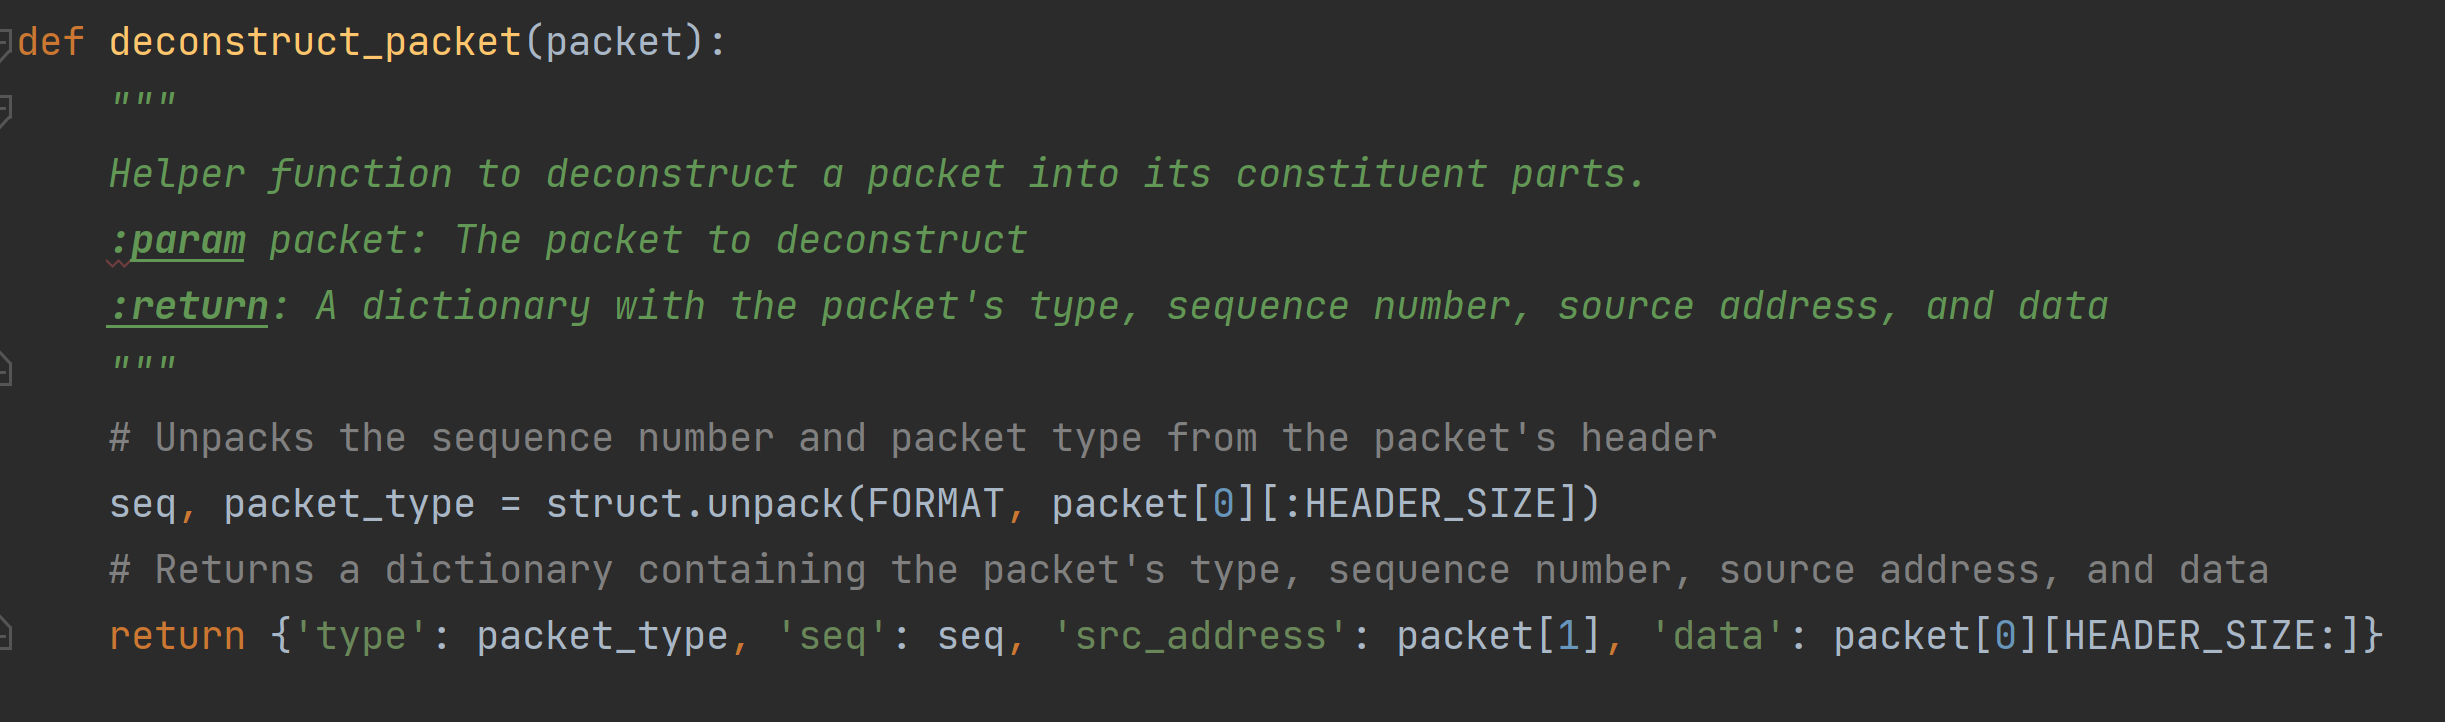 def deconstruct_packet(packet):
    """
    Helper function to deconstruct a packet into its constituent parts.
    :param packet: The packet to deconstruct
    :return: A dictionary with the packet's type, sequence number, source address, and data
    """
    # Unpacks the sequence number and packet type from the packet's header
    seq, packet_type = struct.unpack(FORMAT, packet[0][:HEADER_SIZE])
    # Returns a dictionary containing the packet's type, sequence number, source address, and data
    return {'type': packet_type, 'seq': seq, 'src_address': packet[1], 'data': packet[0][HEADER_SIZE:]}